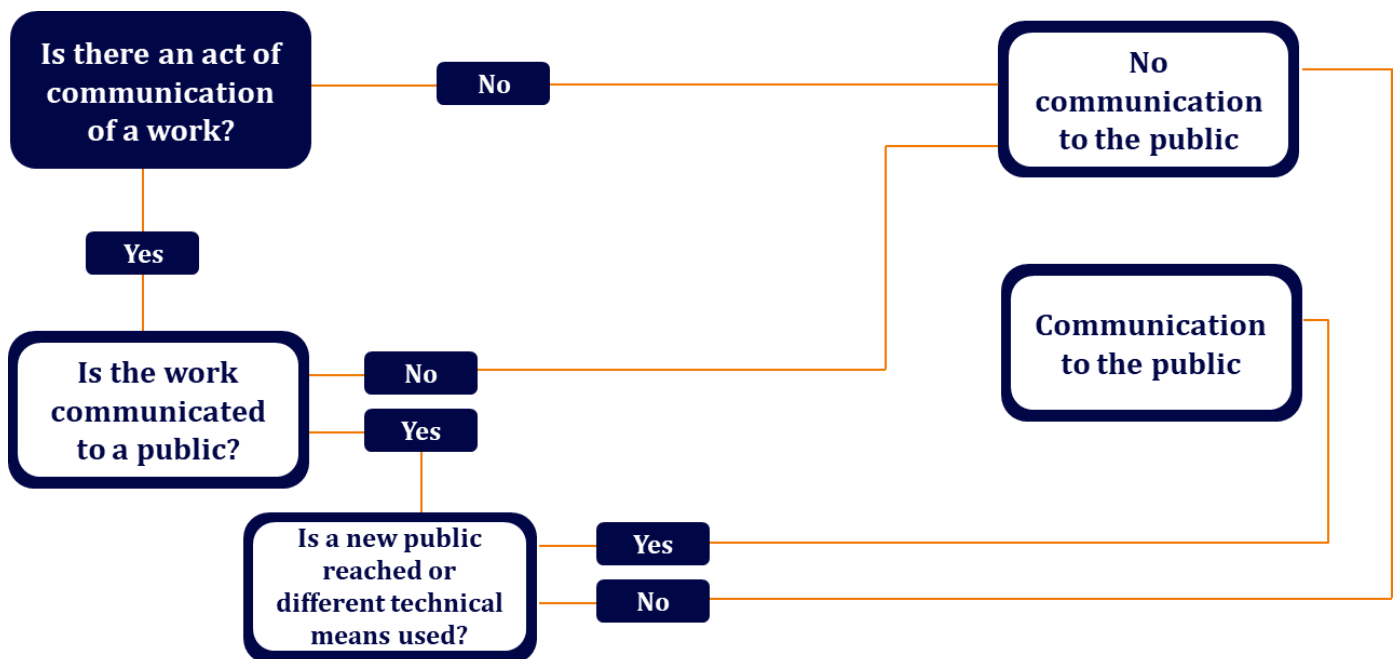 Is there an act of
communication
of a work?
No
No
communication
to the public
Yes
Communication
to the public
Is the work
communicated
to a public?
No
Yes
Is a new public
reached or
different technical
means used?
Yes
No